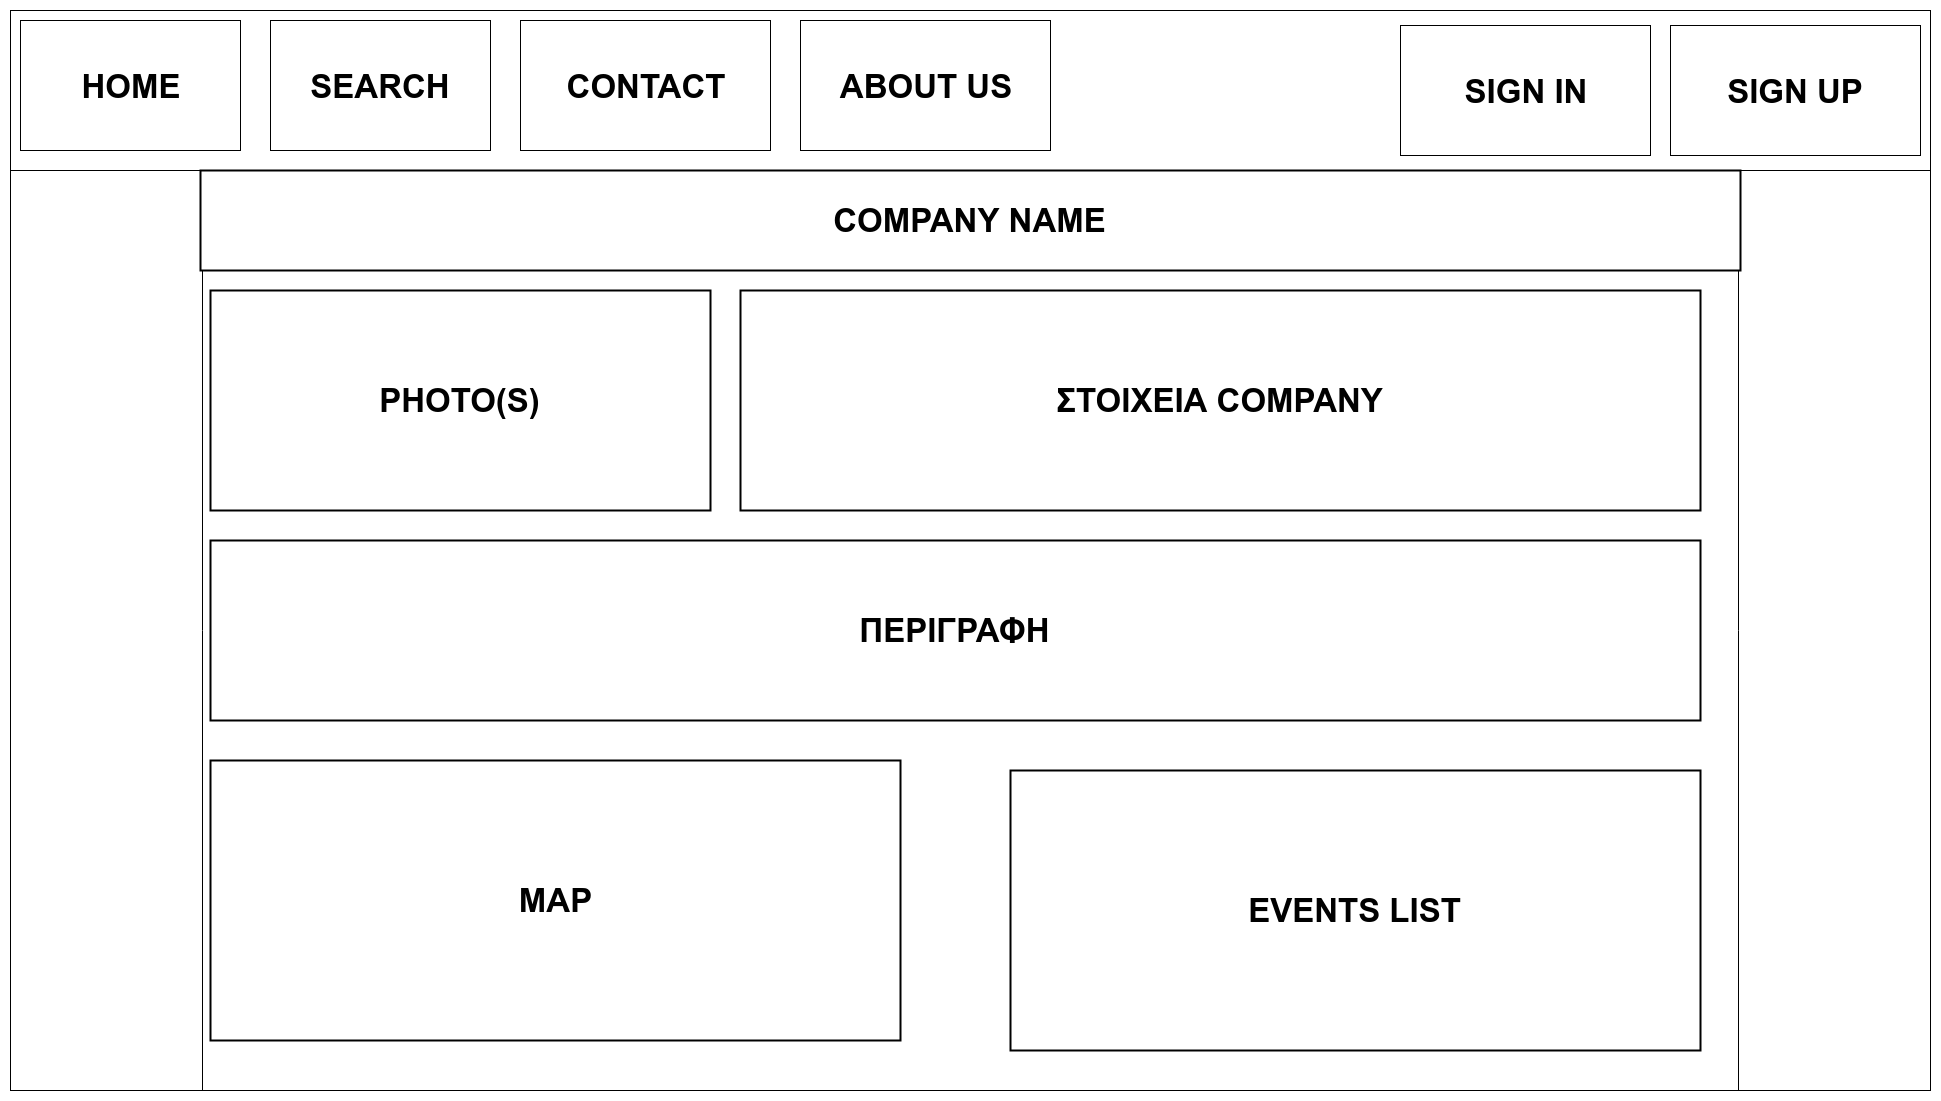 HOME
SEARCH
CONTACT
ABOUT US
SIGN IN
SIGN UP
COMPANY NAME
PHOTO(S)
ΣΤΟΙΧΕΙΑ COMPANY
ΠΕΡΙΓΡΑΦΗ
MAP
EVENTS LIST